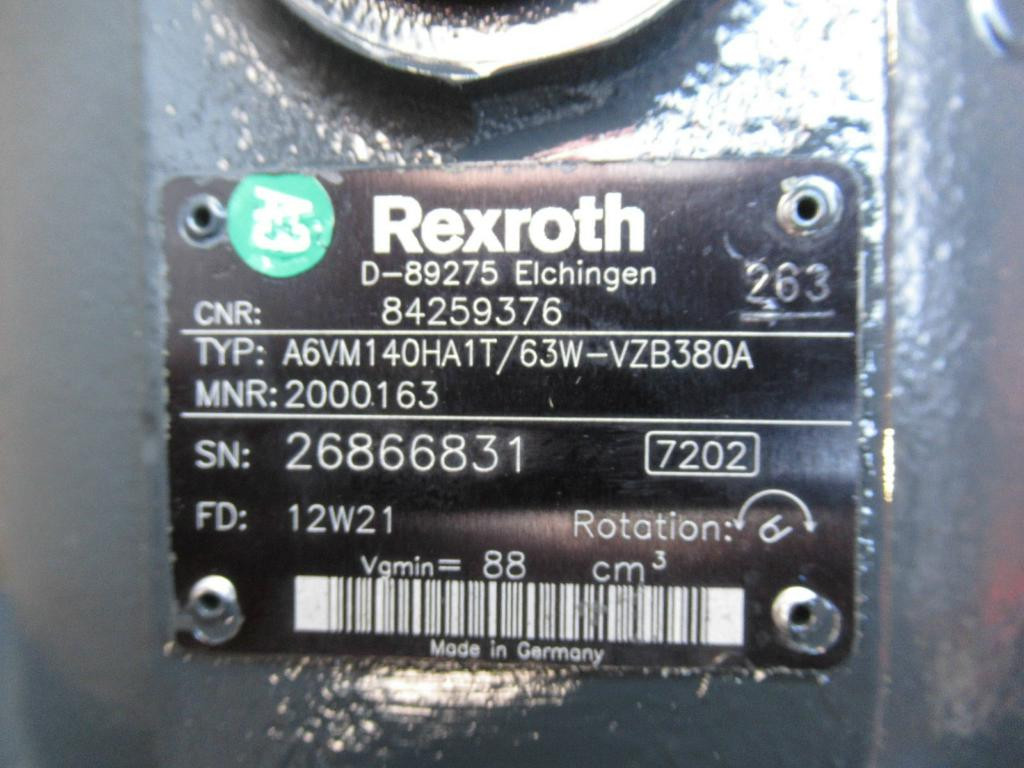 A23
Rexroth
D-89275 Elchingen
263
CNR: 84259376
TYP: A6VM140HA1T/63W-VZB380A
MNR: 2000163
SN: 26866831 7202
FD: 12W21 Rotation:
Vgmin= 88 cm³
Made in Germany